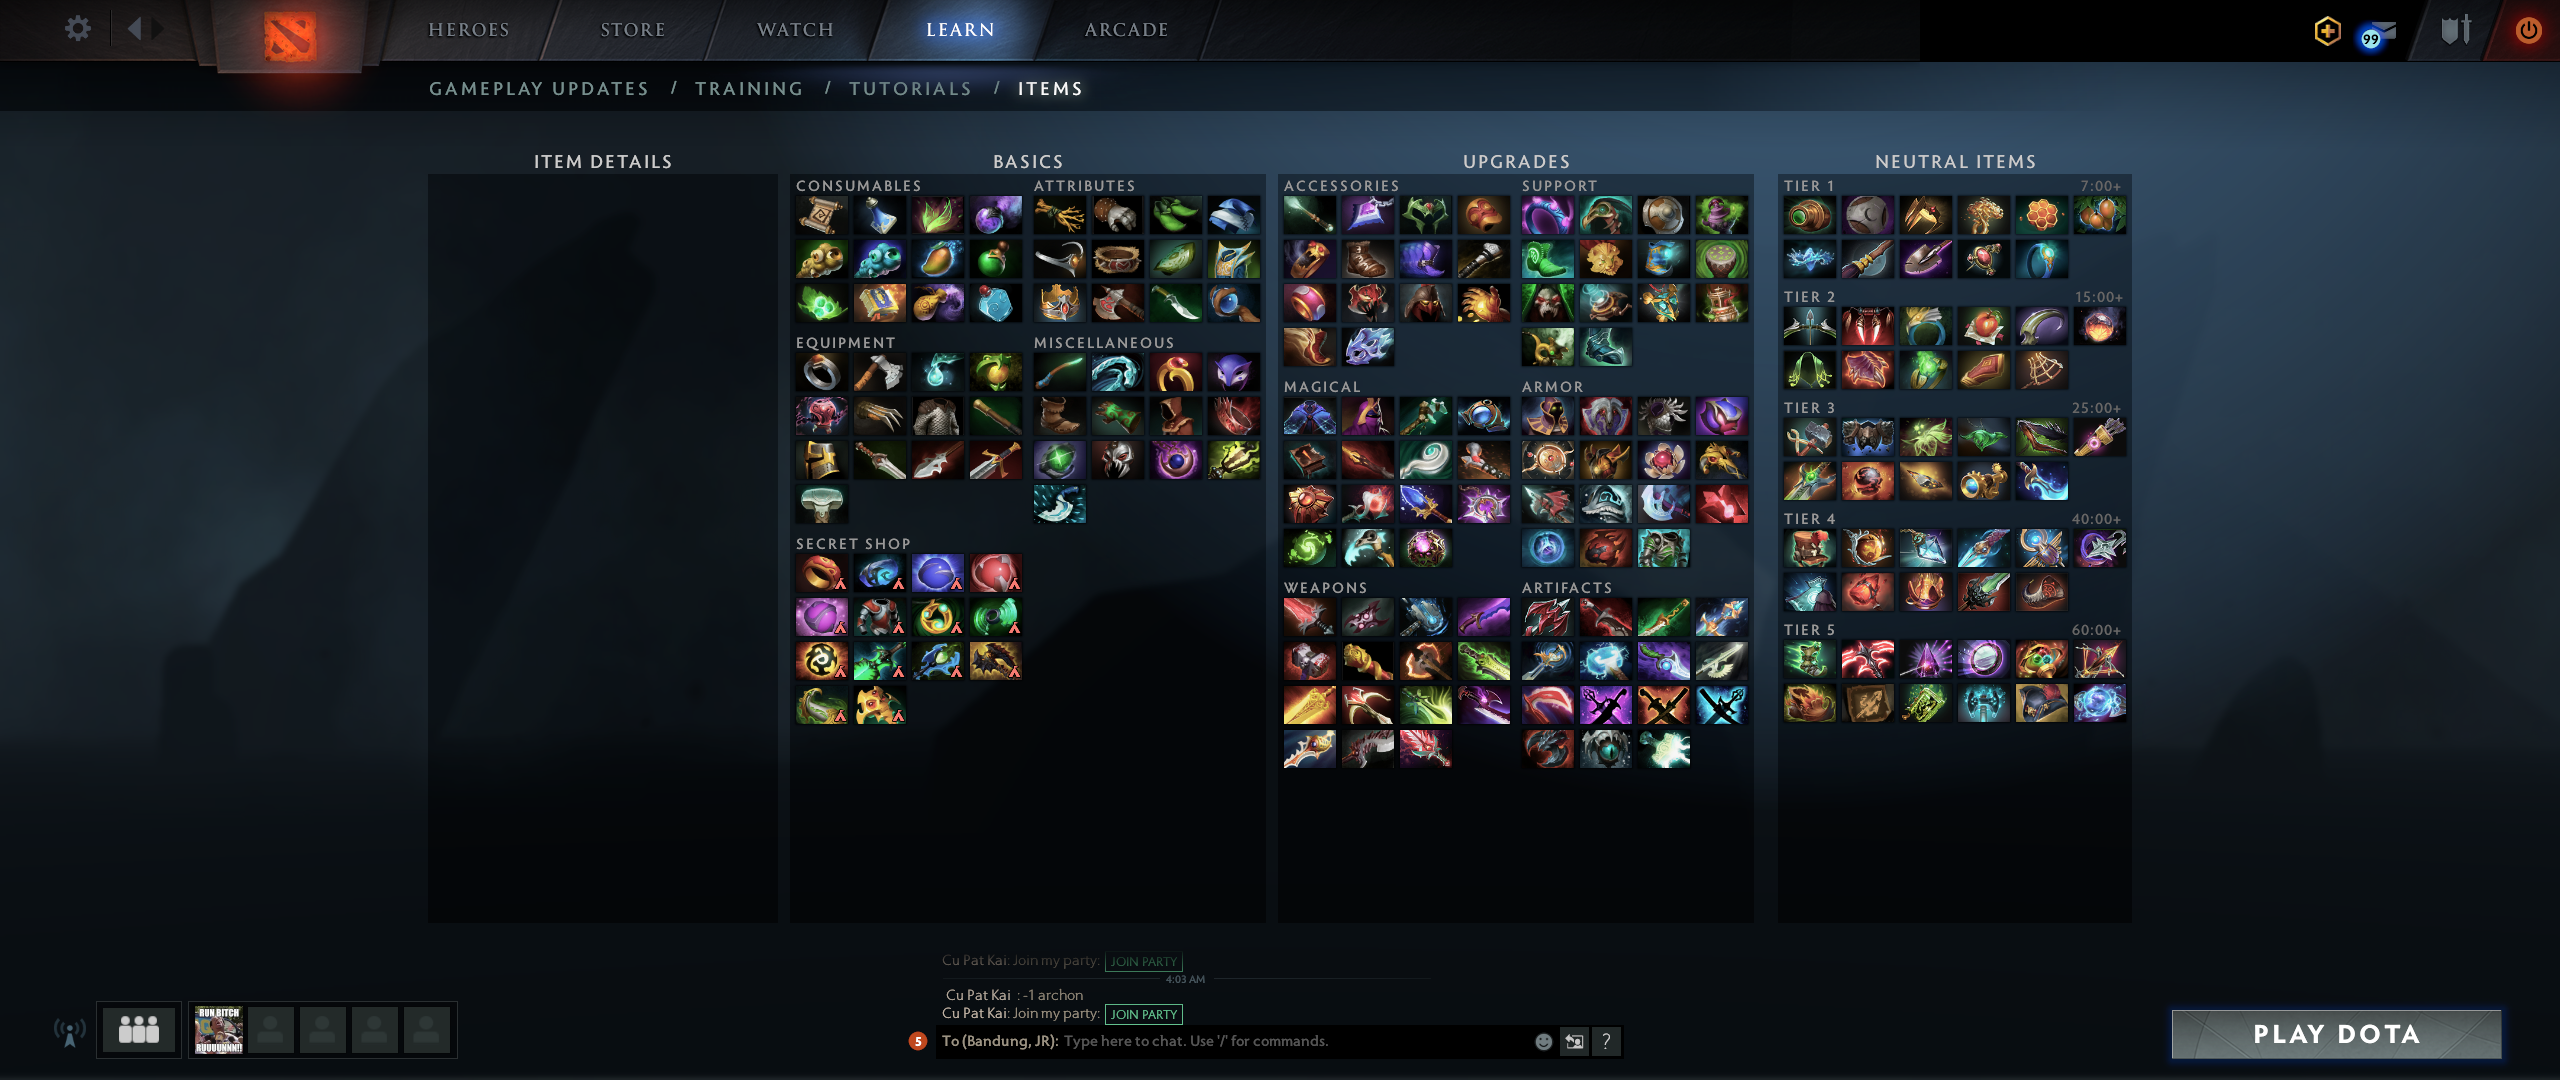 HEROES
STORE
WATCH
LEARN
ARCADE
99
GAMEPLAY UPDATES / TRAINING / TUTORIALS / ITEMS
ITEM DETAILS
BASICS
UPGRADES
NEUTRAL ITEMS
CONSUMABLES
ATTRIBUTES
EQUIPMENT
MISCELLANEOUS
SECRET SHOP
ACCESSORIES
SUPPORT
MAGICAL
ARMOR
WEAPONS
ARTIFACTS
TIER 1 7:00+
TIER 2 15:00+
TIER 3 25:00+
TIER 4 40:00+
TIER 5 60:00+
Cu Pat Kai: Join my party: JOIN PARTY
4:03 AM
Cu Pat Kai : -1 archon
Cu Pat Kai: Join my party: JOIN PARTY
5 To (Bandung, JR): Type here to chat. Use '/' for commands. ?
RUN BITCH
RUUUUNNN!!
PLAY DOTA